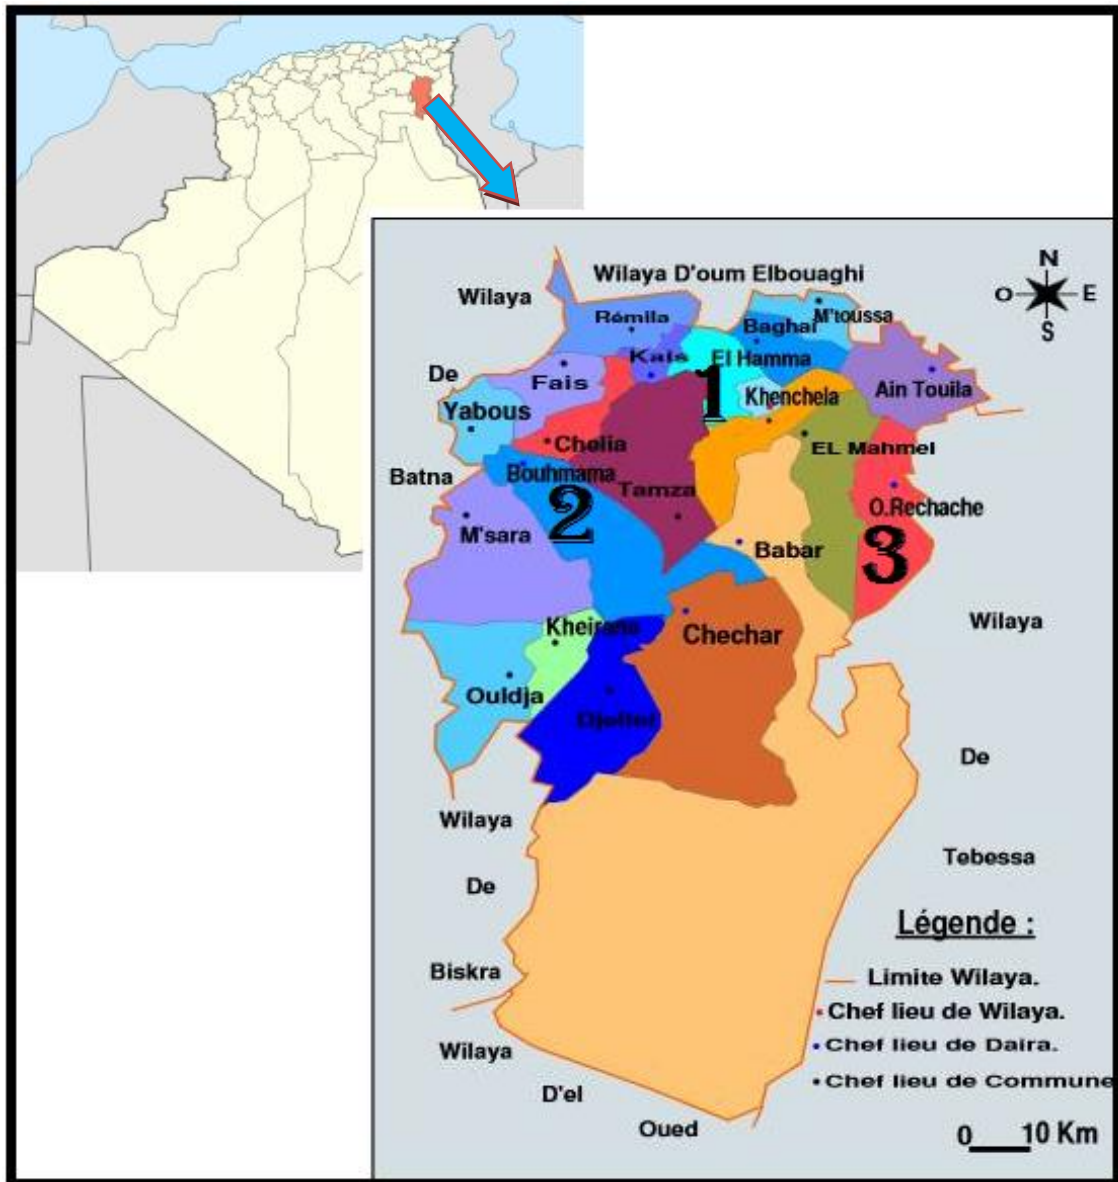 Wilaya D'oum Elbouaghi
N
O E
S
Wilaya
M'toussa
Rémila
Baghai
Kais
El Hamma
De
Fais
1
Khenchela
Ain Touila
Yabous
Chelia
EL Mahmel
Batna
Bouhmama
Tamza
O.Rechache
2
M'sara
Babar
3
Kheirane
Chechar
Wilaya
Ouldja
Djellel
De
Wilaya
Tebessa
De
Légende :
Biskra
Limite Wilaya.
Chef lieu de Wilaya.
Wilaya
Chef lieu de Daira.
D'el
Chef lieu de Commune
Oued
0 10 Km